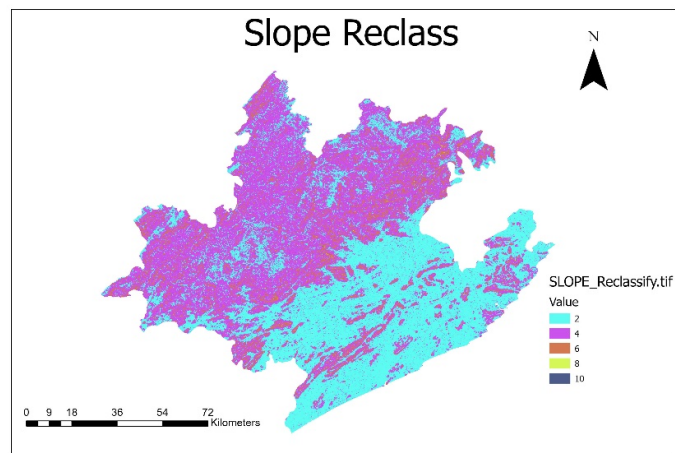 Slope Reclass
N
SLOPE_Reclassify.tif
Value
2
4
6
8
10
0 9 18 36 54 72
Kilometers